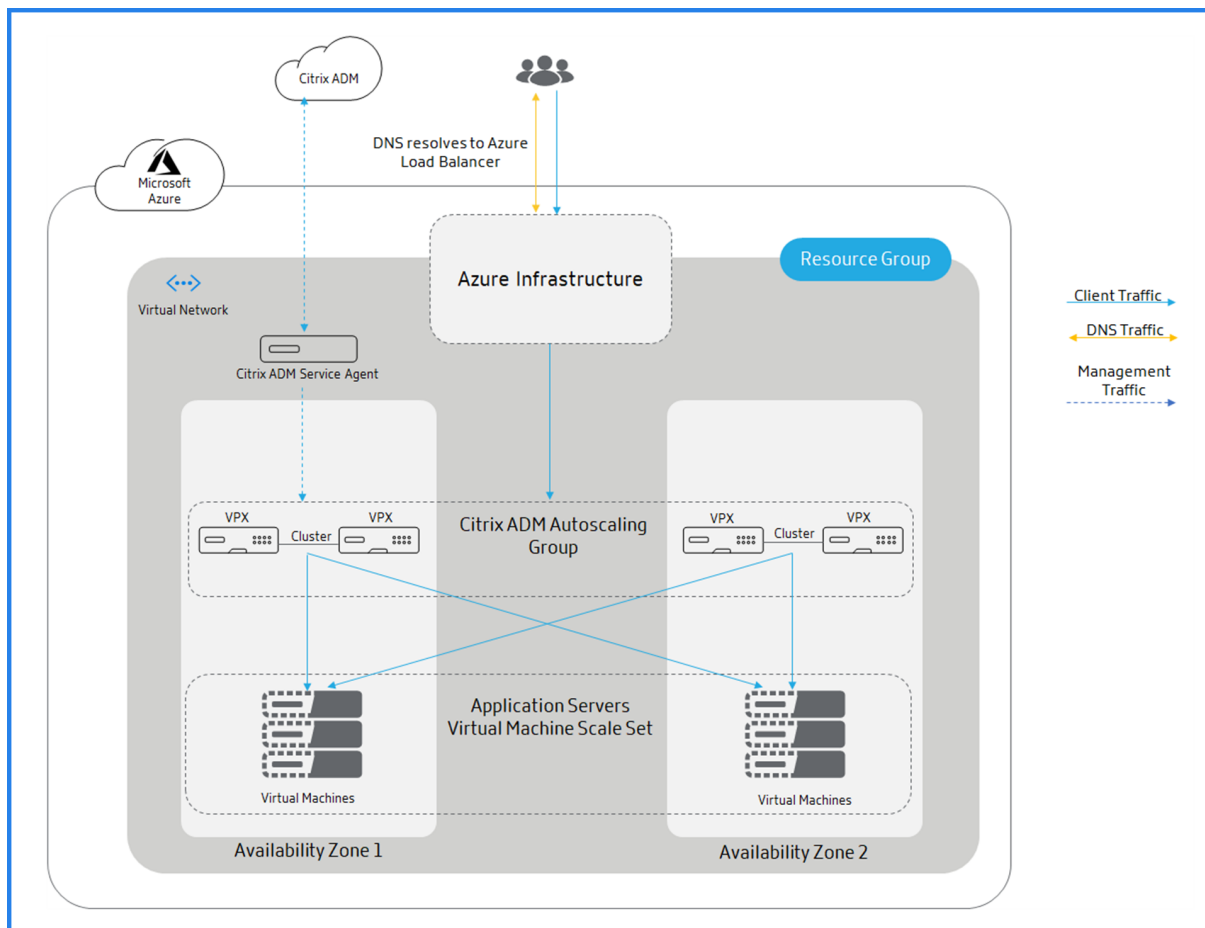 Citrix ADM
DNS resolves to Azure
Load Balancer
Microsoft
Azure
Azure Infrastructure
Resource Group
Virtual Network
Client Traffic
DNS Traffic
Management
Traffic
Citrix ADM Service Agent
VPX
VPX
Cluster
Citrix ADM Autoscaling
Group
VPX
VPX
Cluster
Application Servers
Virtual Machine Scale Set
Virtual Machines
Virtual Machines
Availability Zone 1
Availability Zone 2